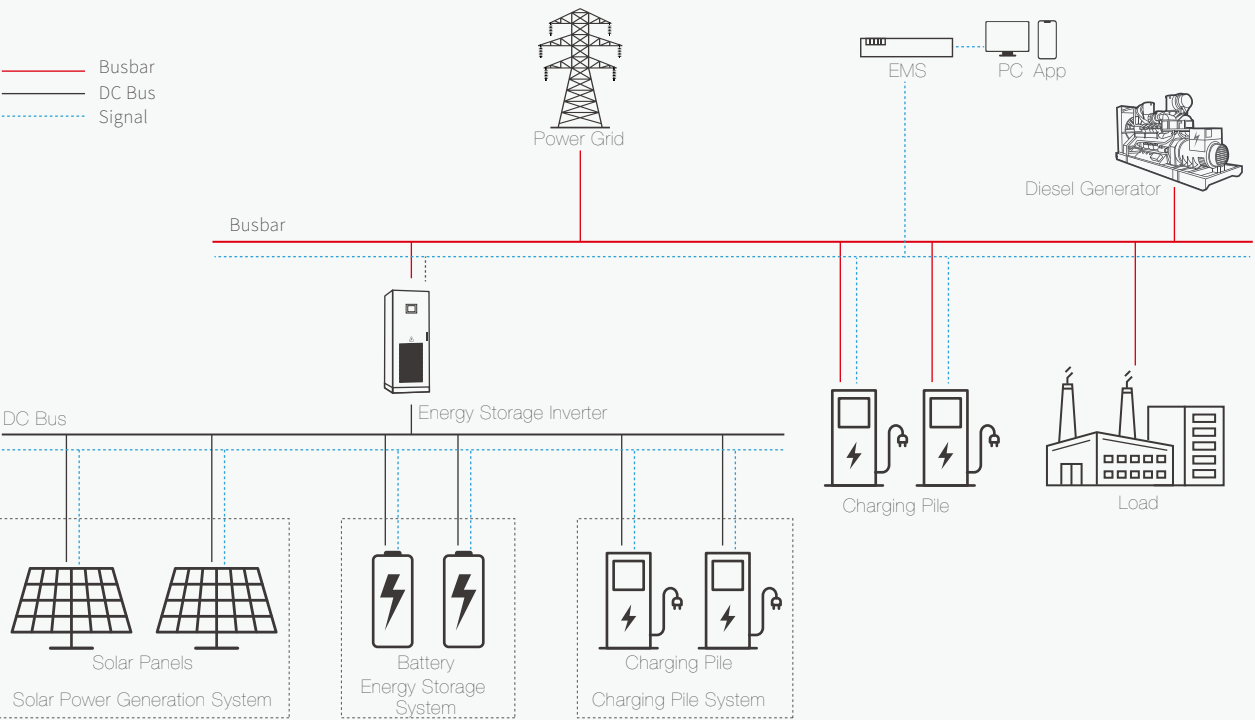 Busbar
DC Bus
Signal
Power Grid
EMS
PC
App
Diesel Generator
Busbar
Energy Storage Inverter
DC Bus
Charging Pile
Load
Solar Panels
Solar Power Generation System
Battery
Energy Storage
System
Charging Pile
Charging Pile System